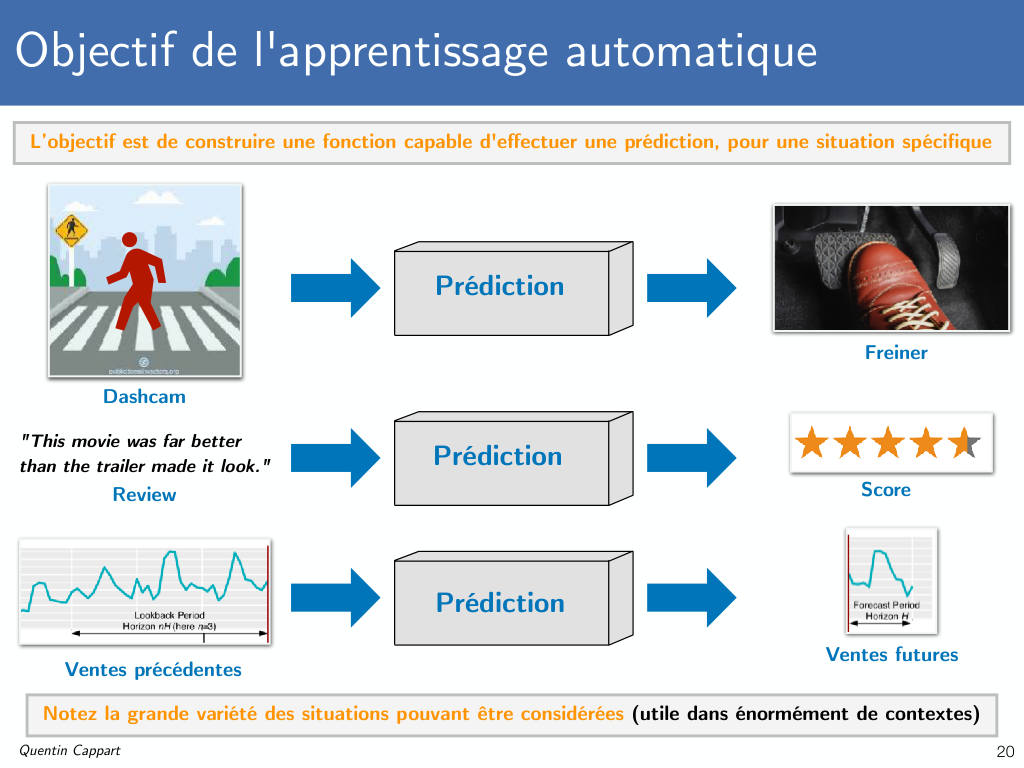 Objectif de l'apprentissage automatique
L'objectif est de construire une fonction capable d'effectuer une prédiction, pour une situation spécifique
publicdomainvectors.org
Dashcam
Prédiction
Freiner
"This movie was far better
than the trailer made it look."
Review
Prédiction
Score
Lookback Period
Horizon nH (here n=3)
Ventes précédentes
Prédiction
Forecast Period
Horizon H
Ventes futures
Notez la grande variété des situations pouvant être considérées (utile dans énormément de contextes)
Quentin Cappart
20